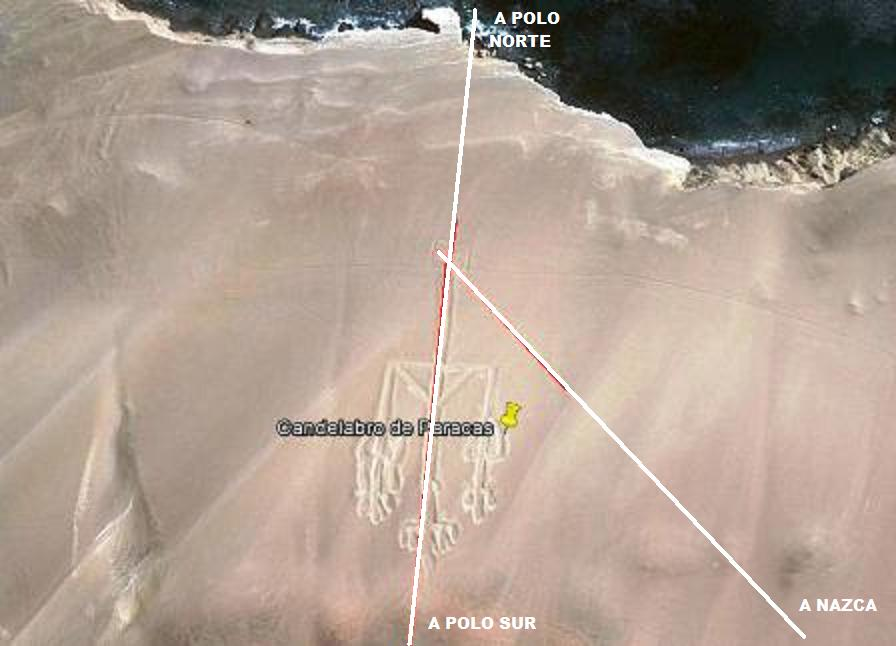 A POLO
NORTE
Candelabro de Paracas
A NAZCA
A POLO SUR